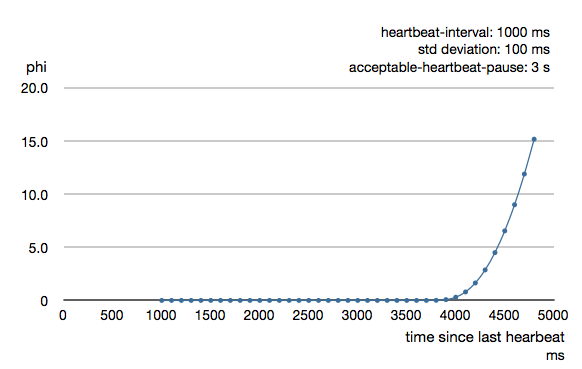 heartbeat-interval: 1000 ms
std deviation: 100 ms
acceptable-heartbeat-pause: 3 s
phi
20.0
15.0
10.0
5.0
0
0 500 1000 1500 2000 2500 3000 3500 4000 4500 5000
time since last hearbeat
ms